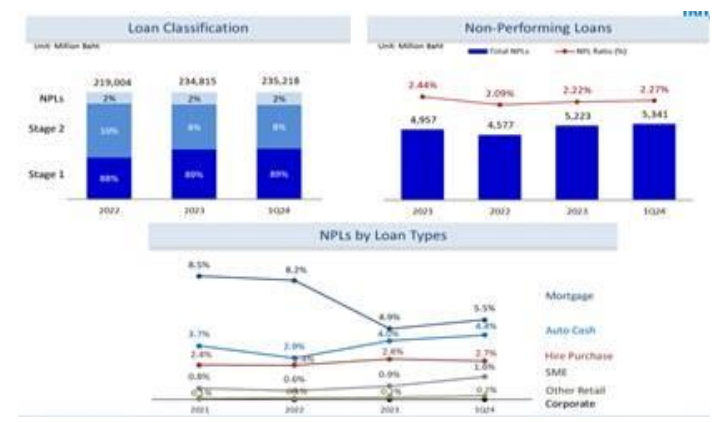 Loan Classification
Unit: Million Baht
219,004 234,815 235,218
NPLs 2% 2% 2%
Stage 2 10% 8% 8%
Stage 1 88% 89% 89%
2022 2023 1Q24
Non-Performing Loans
Unit: Million Baht
Total NPLs NPL Ratio (%)
2.44% 2.09% 2.22% 2.27%
4,957 4,577 5,223 5,341
2021 2022 2023 1Q24
NPLs by Loan Types
8.5% 8.2% 4.9% 5.5%
Mortgage
3.7% 2.9% 4.0% 4.4%
Auto Cash
2.4% 2.6% 2.7%
Hire Purchase
0.8% 0.6% 0.9% 1.6%
SME
Other Retail
Corporate
2021 2022 2023 1Q24